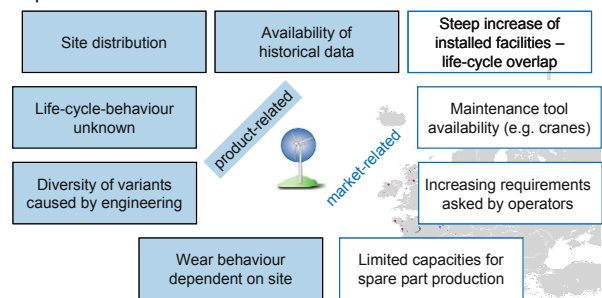 Site distribution
Availability of
historical data
Steep increase of
installed facilities –
life-cycle overlap
Life-cycle-behaviour
unknown
product-related
market-related
Maintenance tool
availability (e.g. cranes)
Diversity of variants
caused by engineering
Increasing requirements
asked by operators
Wear behaviour
dependent on site
Limited capacities for
spare part production